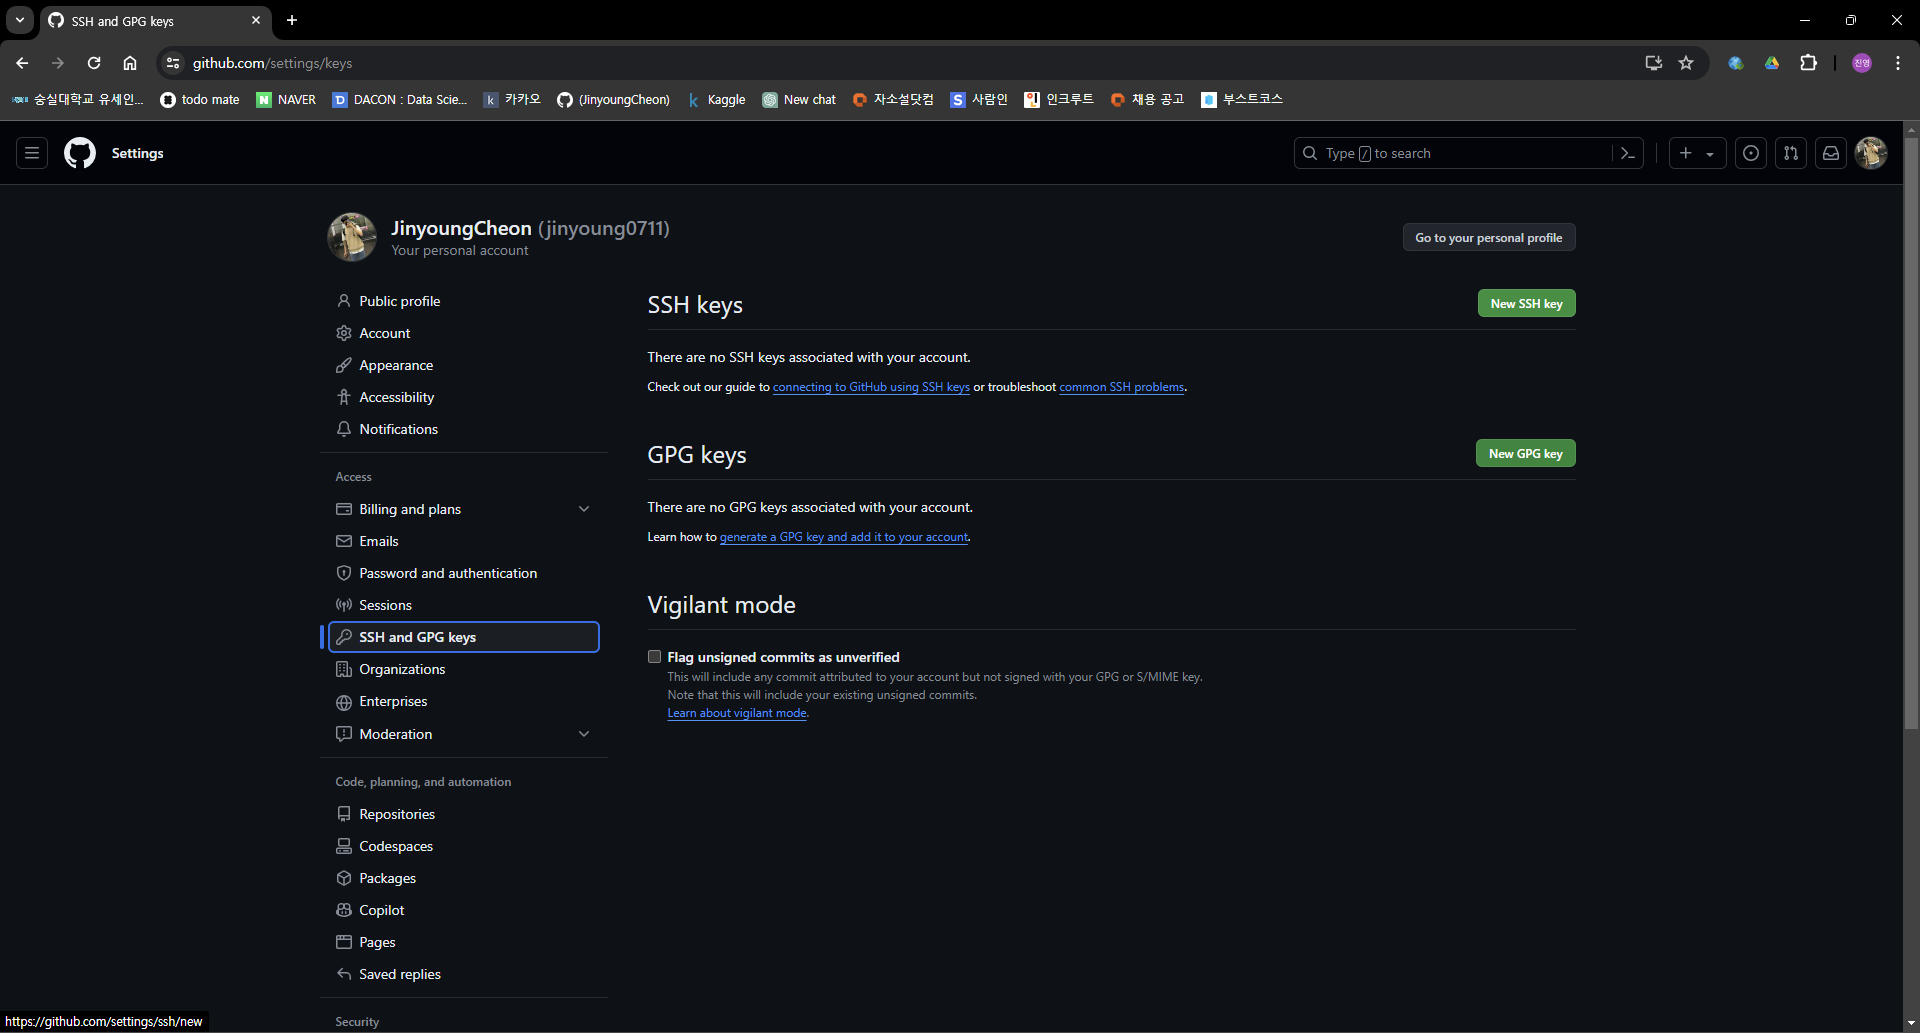 SSH and GPG keys
github.com/settings/keys
숭실대학교 유세인...
todo mate
NAVER
DACON : Data Scie...
카카오
(JinyoungCheon)
Kaggle
New chat
자소설닷컴
사람인
인크루트
채용 공고
부스트코스
진영
Settings
Type / to search
JinyoungCheon (jinyoung0711)
Your personal account
Go to your personal profile
Public profile
Account
Appearance
Accessibility
Notifications
Access
Billing and plans
Emails
Password and authentication
Sessions
SSH and GPG keys
Organizations
Enterprises
Moderation
Code, planning, and automation
Repositories
Codespaces
Packages
Copilot
Pages
Saved replies
Security
SSH keys
New SSH key
There are no SSH keys associated with your account.
Check out our guide to connecting to GitHub using SSH keys or troubleshoot common SSH problems.
GPG keys
New GPG key
There are no GPG keys associated with your account.
Learn how to generate a GPG key and add it to your account.
Vigilant mode
Flag unsigned commits as unverified
This will include any commit attributed to your account but not signed with your GPG or S/MIME key.
Note that this will include your existing unsigned commits.
Learn about vigilant mode.
https://github.com/settings/ssh/new